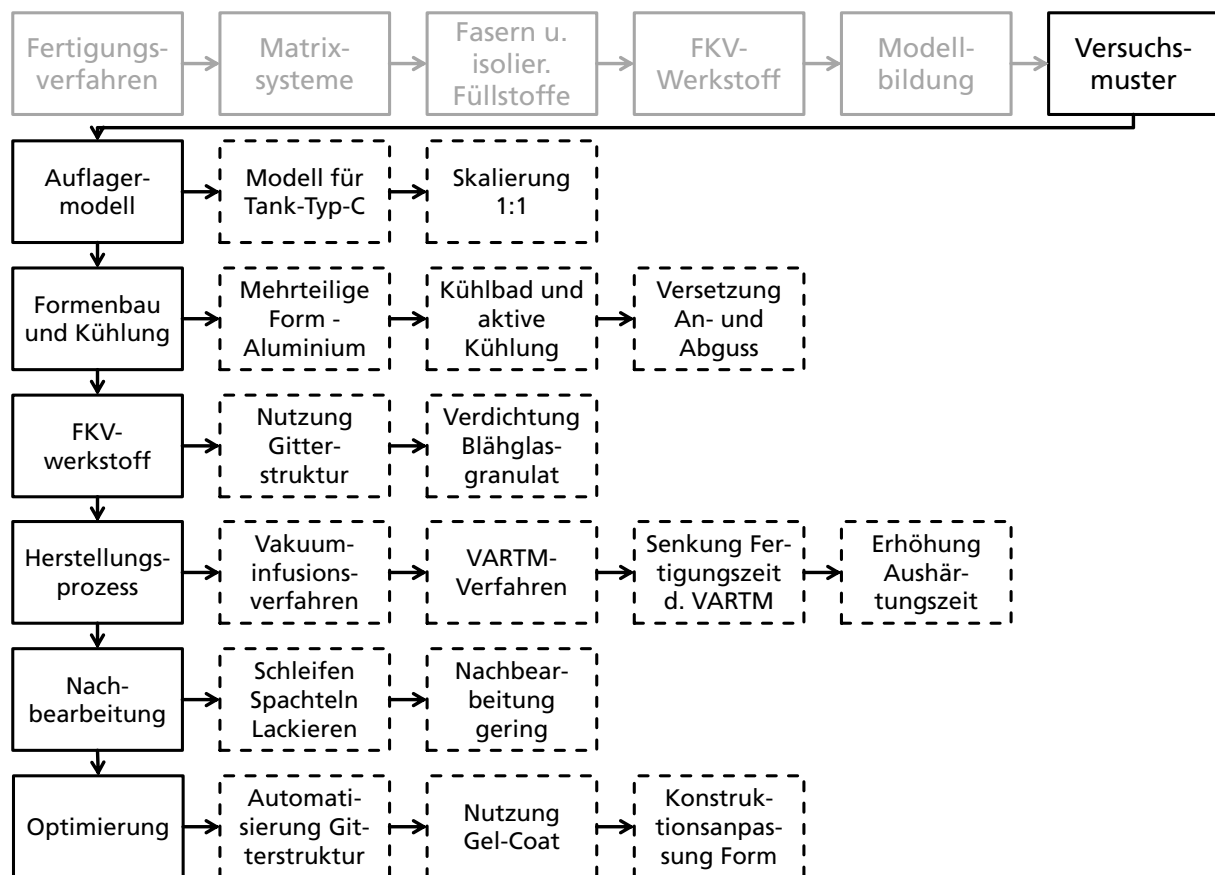 Fertigungs-
verfahren
Matrix-
systeme
Fasern u.
isolier.
Füllstoffe
FKV-
Werkstoff
Modell-
bildung
Versuchs-
muster
Auflager-
modell
Modell für
Tank-Typ-C
Skalierung
1:1
Formenbau
und Kühlung
Mehrteilige
Form -
Aluminium
Kühlbad und
aktive
Kühlung
Versetzung
An- und
Abguss
FKV-
werkstoff
Nutzung
Gitter-
struktur
Verdichtung
Blähglas-
granulat
Herstellungs-
prozess
Vakuum-
infusions-
verfahren
VARTM-
Verfahren
Senkung Fer-
tigungszeit
d. VARTM
Erhöhung
Aushär-
tungszeit
Nach-
bearbeitung
Schleifen
Spachteln
Lackieren
Nachbear-
beitung
gering
Optimierung
Automati-
sierung Git-
terstruktur
Nutzung
Gel-Coat
Konstruk-
tionsanpas-
sung Form